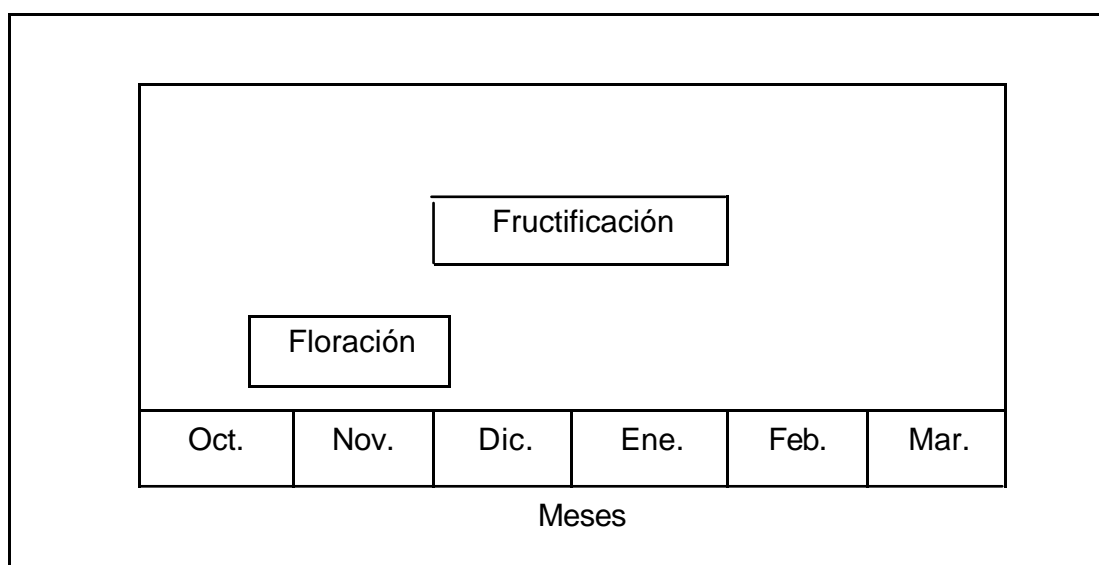 Fructificación
Floración
Oct. Nov. Dic. Ene. Feb. Mar.
Meses